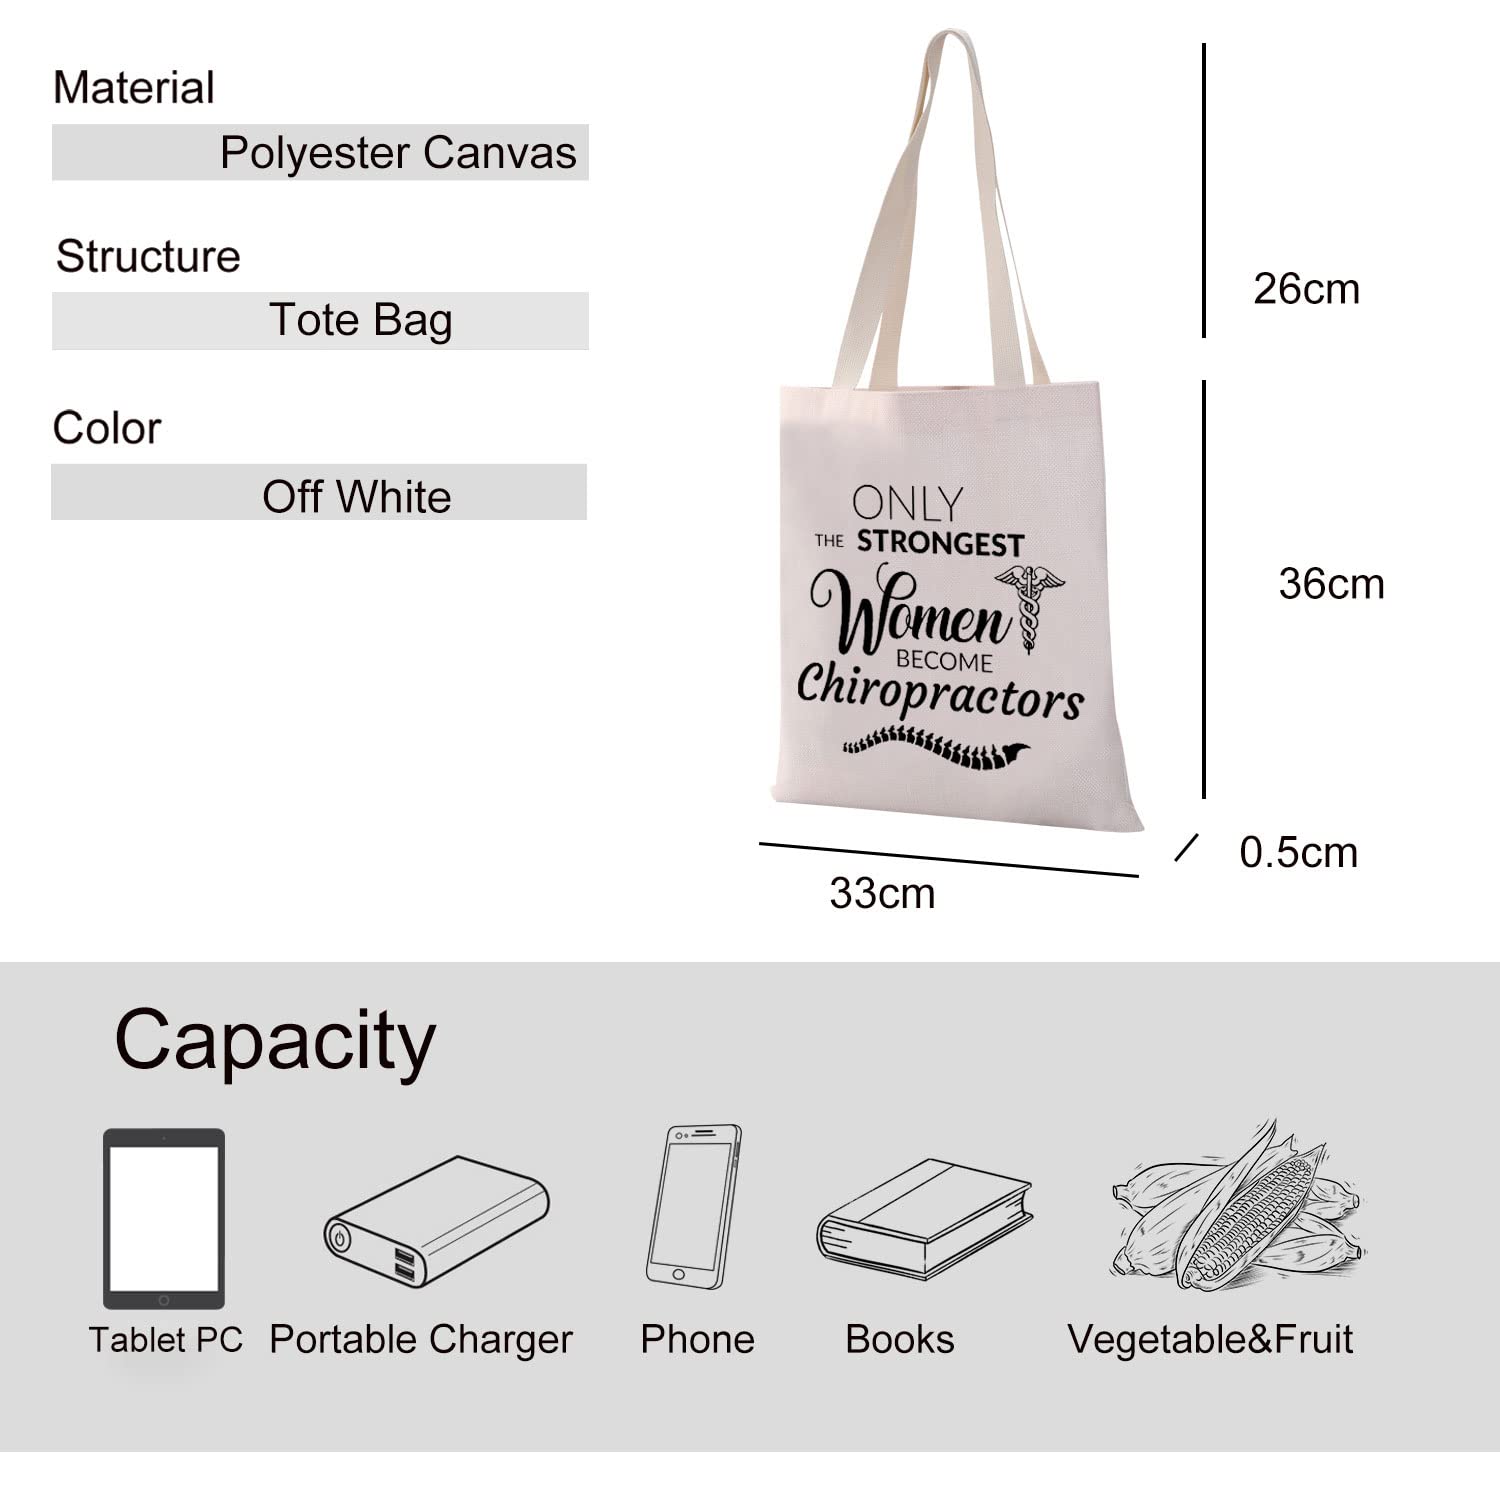 Material
Polyester Canvas
Structure
Tote Bag
Color
Off White
26cm
36cm
0.5cm
33cm
ONLY
THE STRONGEST
Women
BECOME
Chiropractors
Capacity
Tablet PC
Portable Charger
Phone
Books
Vegetable&Fruit